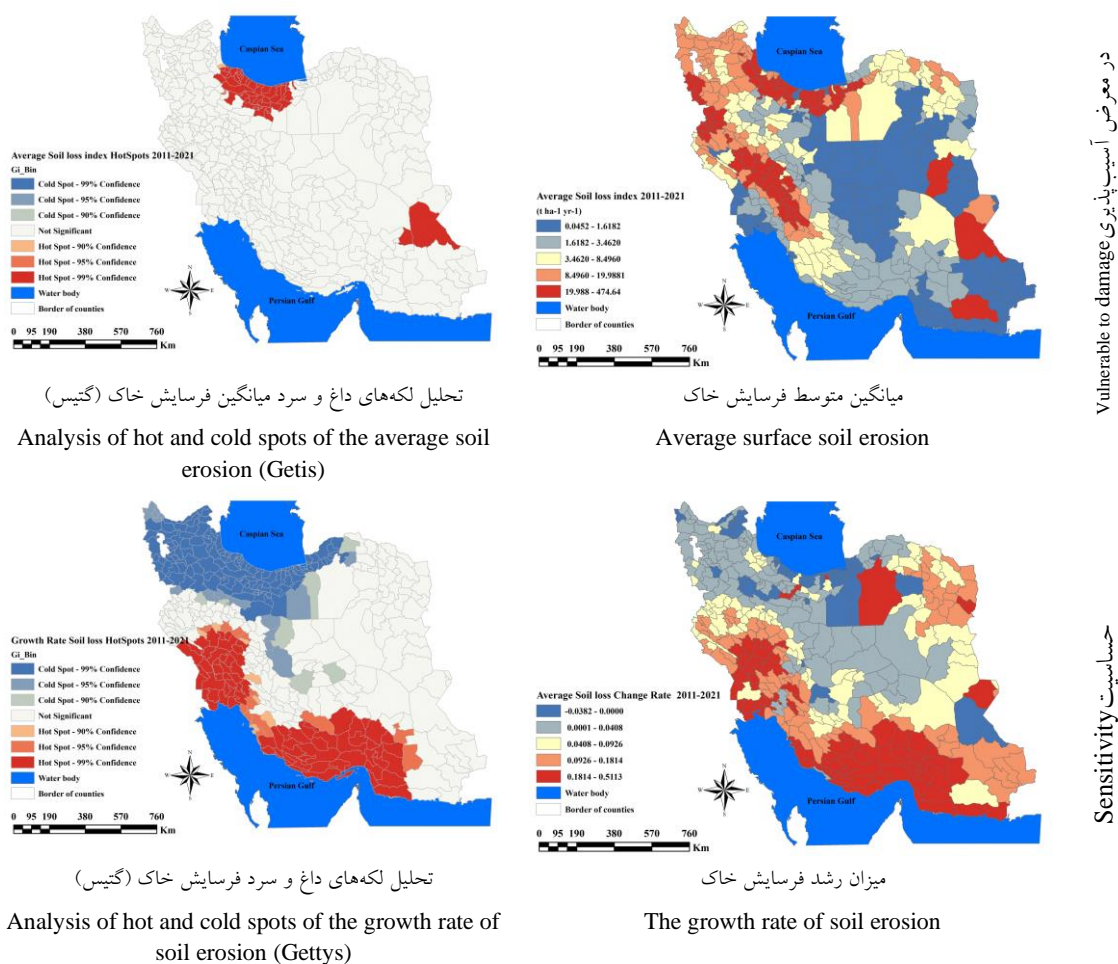 Caspian Sea
Average Soil loss index HotSpots 2011-2021
Gi_Bin
Cold Spot - 99% Confidence
Cold Spot - 95% Confidence
Cold Spot - 90% Confidence
Not Significant
Hot Spot - 90% Confidence
Hot Spot - 95% Confidence
Hot Spot - 99% Confidence
Water body
Border of counties
N
W E
S
Persian Gulf
0 95 190 380 570 760
Km
تحلیل لکه‌های داغ و سرد میانگین فرسایش خاک (گتیس)
Analysis of hot and cold spots of the average soil
erosion (Getis)
Caspian Sea
Average Soil loss index 2011-2021
(t ha-1 yr-1)
0.0452 - 1.6182
1.6182 - 3.4620
3.4620 - 8.4960
8.4960 - 19.9881
19.988 - 474.64
Water body
Border of counties
N
W E
S
Persian Gulf
0 95 190 380 570 760
Km
میانگین متوسط فرسایش خاک
Average surface soil erosion
در معرض آسیب‌پذیری Vulnerable to damage
Caspian Sea
Growth Rate Soil loss HotSpots 2011-2021
Gi_Bin
Cold Spot - 99% Confidence
Cold Spot - 95% Confidence
Cold Spot - 90% Confidence
Not Significant
Hot Spot - 90% Confidence
Hot Spot - 95% Confidence
Hot Spot - 99% Confidence
Water body
Border of counties
N
W E
S
Persian Gulf
0 95 190 380 570 760
Km
تحلیل لکه‌های داغ و سرد فرسایش خاک (گتیس)
Analysis of hot and cold spots of the growth rate of
soil erosion (Gettys)
Caspian Sea
Average Soil loss Change Rate 2011-2021
-0.0382 - 0.0000
0.0001 - 0.0408
0.0408 - 0.0926
0.0926 - 0.1814
0.1814 - 0.5113
Water body
Border of counties
N
W E
S
Persian Gulf
0 95 190 380 570 760
Km
میزان رشد فرسایش خاک
The growth rate of soil erosion
حساسیت Sensitivity